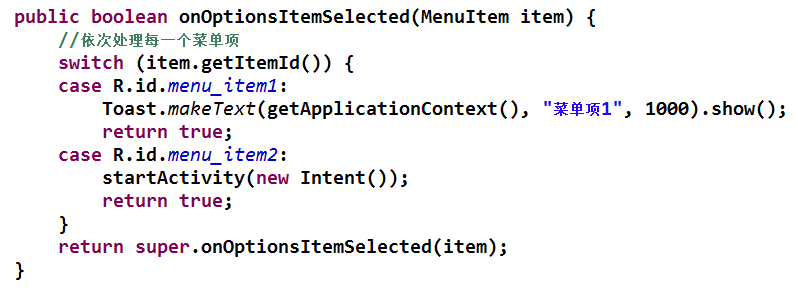 public boolean onOptionsItemSelected(MenuItem item) {
    //依次处理每一个菜单项
    switch (item.getItemId()) {
    case R.id.menu_item1:
        Toast.makeText(getApplicationContext(), "菜单项1", 1000).show();
        return true;
    case R.id.menu_item2:
        startActivity(new Intent());
        return true;
    }
    return super.onOptionsItemSelected(item);
}